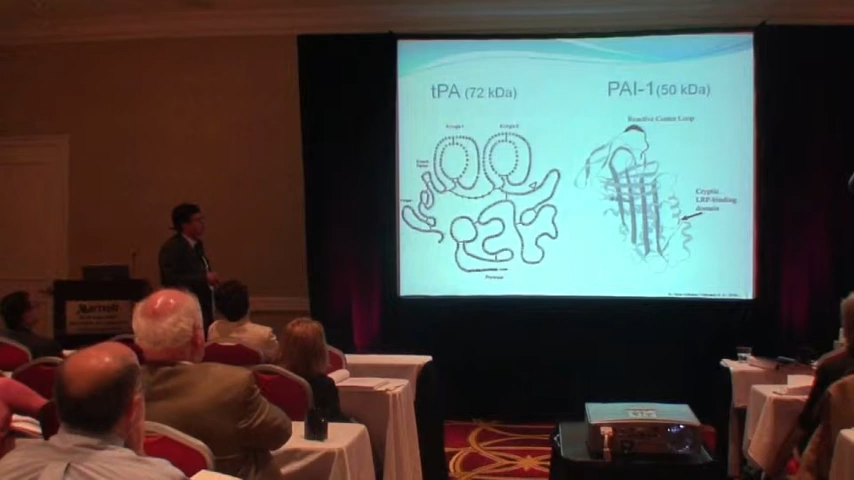 tPA (72 kDa)
PAI-1(50 kDa)
Reactive Center Loop
Kringle 1
Kringle 2
Cryptic
LRP-binding
domain
Marriott